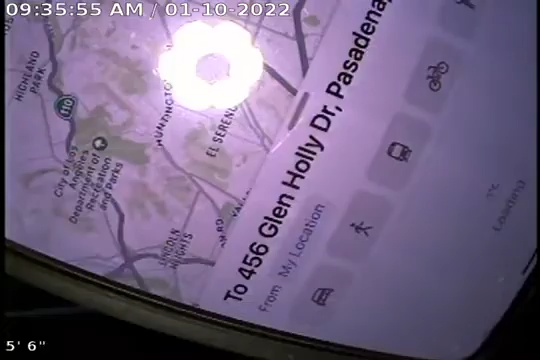 09:35:55 AM / 01-10-2022
HIGHLAND
PARK
110
City of Los
Angeles
Department of
Recreation
and Parks
EL SERENO
LINCOLN
HEIGHTS
To 456 Glen Holly Dr, Pasadena,
From My Location
Loading
5' 6"